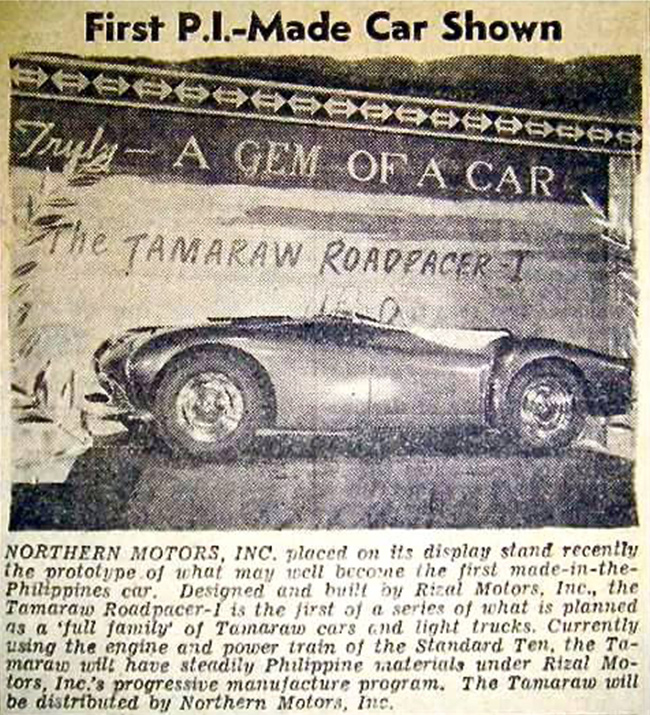 First P.I.-Made Car Shown
Truly— A GEM OF A CAR
The TAMARAW ROADPACER-I
NORTHERN MOTORS, INC. placed on its display stand recently
the prototype of what may well become the first made-in-the-
Philippines car. Designed and built by Rizal Motors, Inc., the
Tamaraw Roadpacer-I is the first of a series of what is planned
as a 'full family' of Tamaraw cars and light trucks. Currently
using the engine and power train of the Standard Ten, the Ta-
maraw will have steadily Philippine materials under Rizal Mo-
tors, Inc.'s progressive manufacture program. The Tamaraw will
be distributed by Northern Motors, Inc.